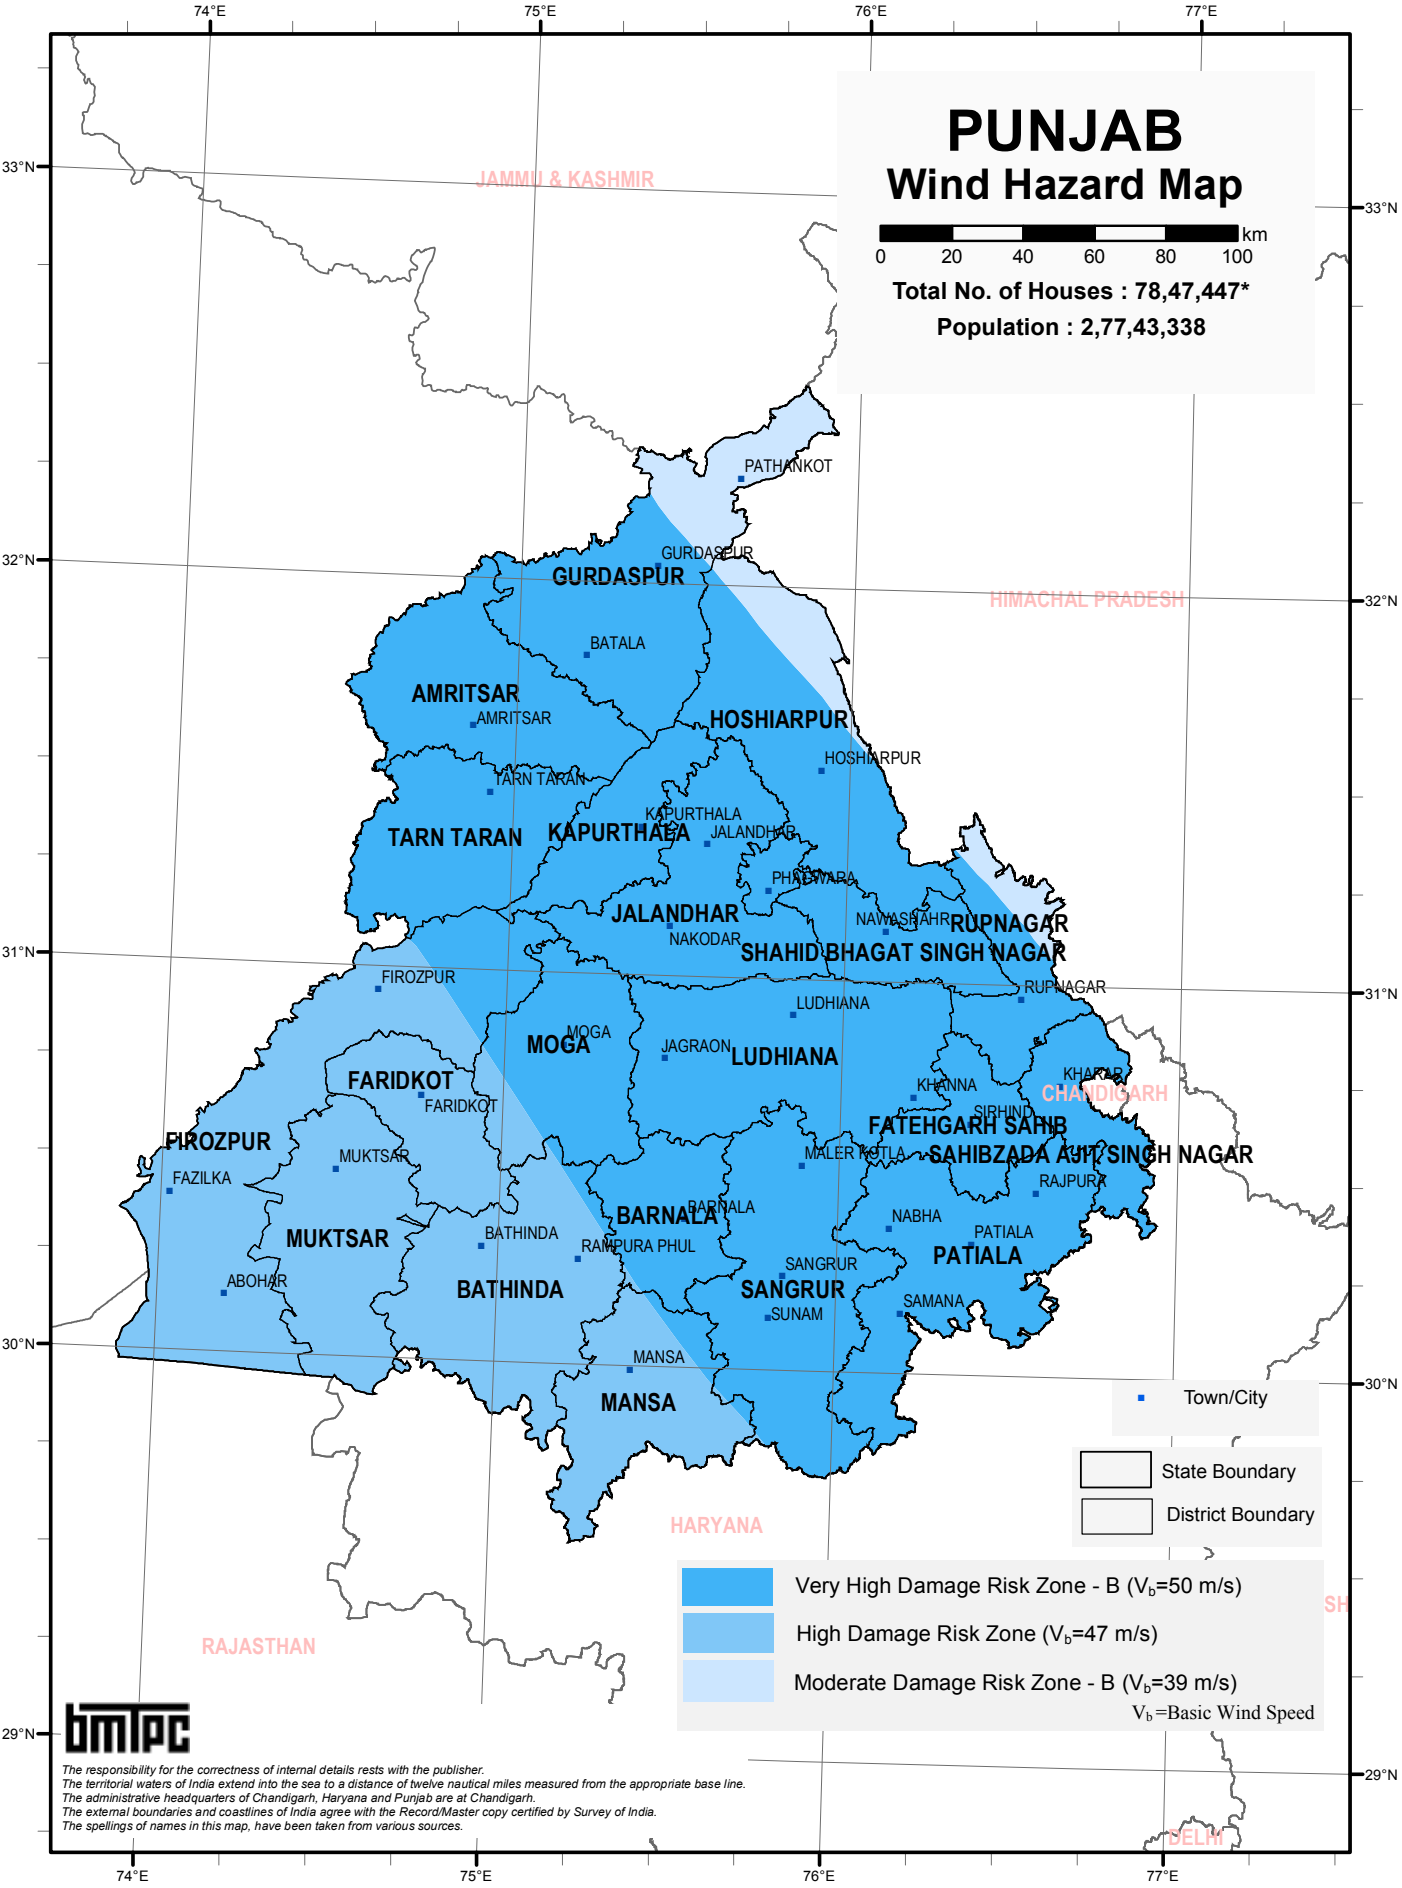 74°E 75°E 76°E 77°E
PUNJAB
Wind Hazard Map
km
0 20 40 60 80 100
Total No. of Houses : 78,47,447*
Population : 2,77,43,338
33°N
33°N
JAMMU & KASHMIR
PATHANKOT
32°N
GURDASPUR
GURDASPUR
HIMACHAL PRADESH
32°N
BATALA
AMRITSAR
AMRITSAR
HOSHIARPUR
HOSHIARPUR
TARN TARAN
TARN TARAN
KAPURTHALA
KAPURTHALA
JALANDHAR
PHAGWARA
JALANDHAR
NAKODAR
NAWASHAHR
RUPNAGAR
SHAHID BHAGAT SINGH NAGAR
31°N
FIROZPUR
RUPNAGAR
31°N
LUDHIANA
MOGA
MOGA
JAGRAON
LUDHIANA
FARIDKOT
FARIDKOT
KHANNA
KHARAR
CHANDIGARH
SIRHIND
FATEHGARH SAHIB
FIROZPUR
MUKTSAR
MALER KOTLA
SAHIBZADA AJIT SINGH NAGAR
FAZILKA
RAJPURA
BARNALA
BARNALA
NABHA
MUKTSAR
BATHINDA
RAMPURA PHUL
PATIALA
PATIALA
ABOHAR
BATHINDA
SANGRUR
SANGRUR
SUNAM
SAMANA
30°N
MANSA
MANSA
30°N
Town/City
State Boundary
District Boundary
HARYANA
Very High Damage Risk Zone - B (Vb=50 m/s)
High Damage Risk Zone (Vb=47 m/s)
Moderate Damage Risk Zone - B (Vb=39 m/s)
Vb=Basic Wind Speed
SH
RAJASTHAN
bmTpc
29°N
29°N
The responsibility for the correctness of internal details rests with the publisher.
The territorial waters of India extend into the sea to a distance of twelve nautical miles measured from the appropriate base line.
The administrative headquarters of Chandigarh, Haryana and Punjab are at Chandigarh.
The external boundaries and coastlines of India agree with the Record/Master copy certified by Survey of India.
The spellings of names in this map, have been taken from various sources.
DELHI
74°E 75°E 76°E 77°E